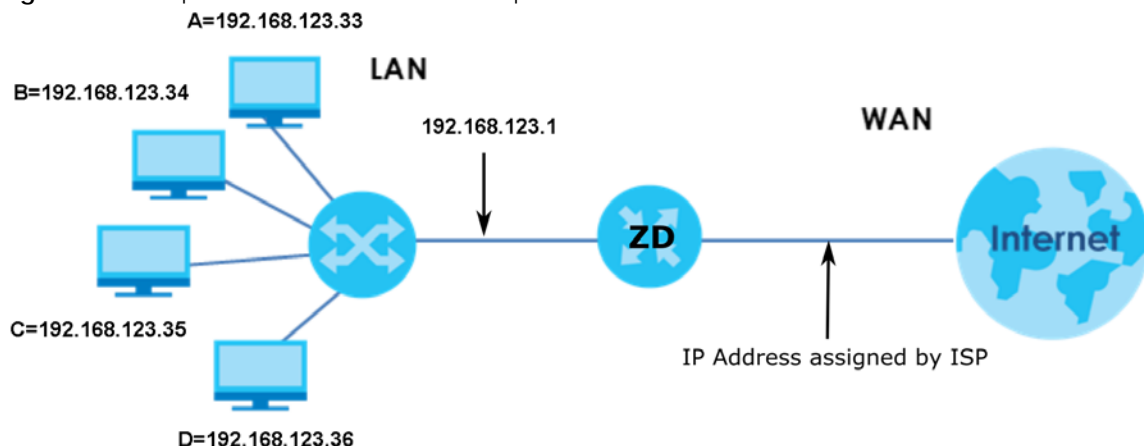 A=192.168.123.33
LAN
B=192.168.123.34
192.168.123.1
WAN
ZD
Internet
C=192.168.123.35
IP Address assigned by ISP
D=192.168.123.36